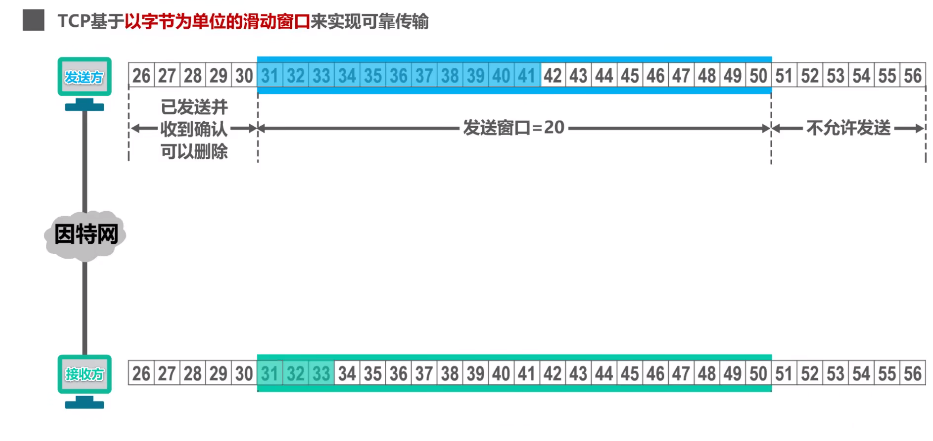 TCP基于以字节为单位的滑动窗口来实现可靠传输
发送方
26 27 28 29 30 31 32 33 34 35 36 37 38 39 40 41 42 43 44 45 46 47 48 49 50 51 52 53 54 55 56
已发送并
收到确认
可以删除
发送窗口=20
不允许发送
因特网
接收方
26 27 28 29 30 31 32 33 34 35 36 37 38 39 40 41 42 43 44 45 46 47 48 49 50 51 52 53 54 55 56